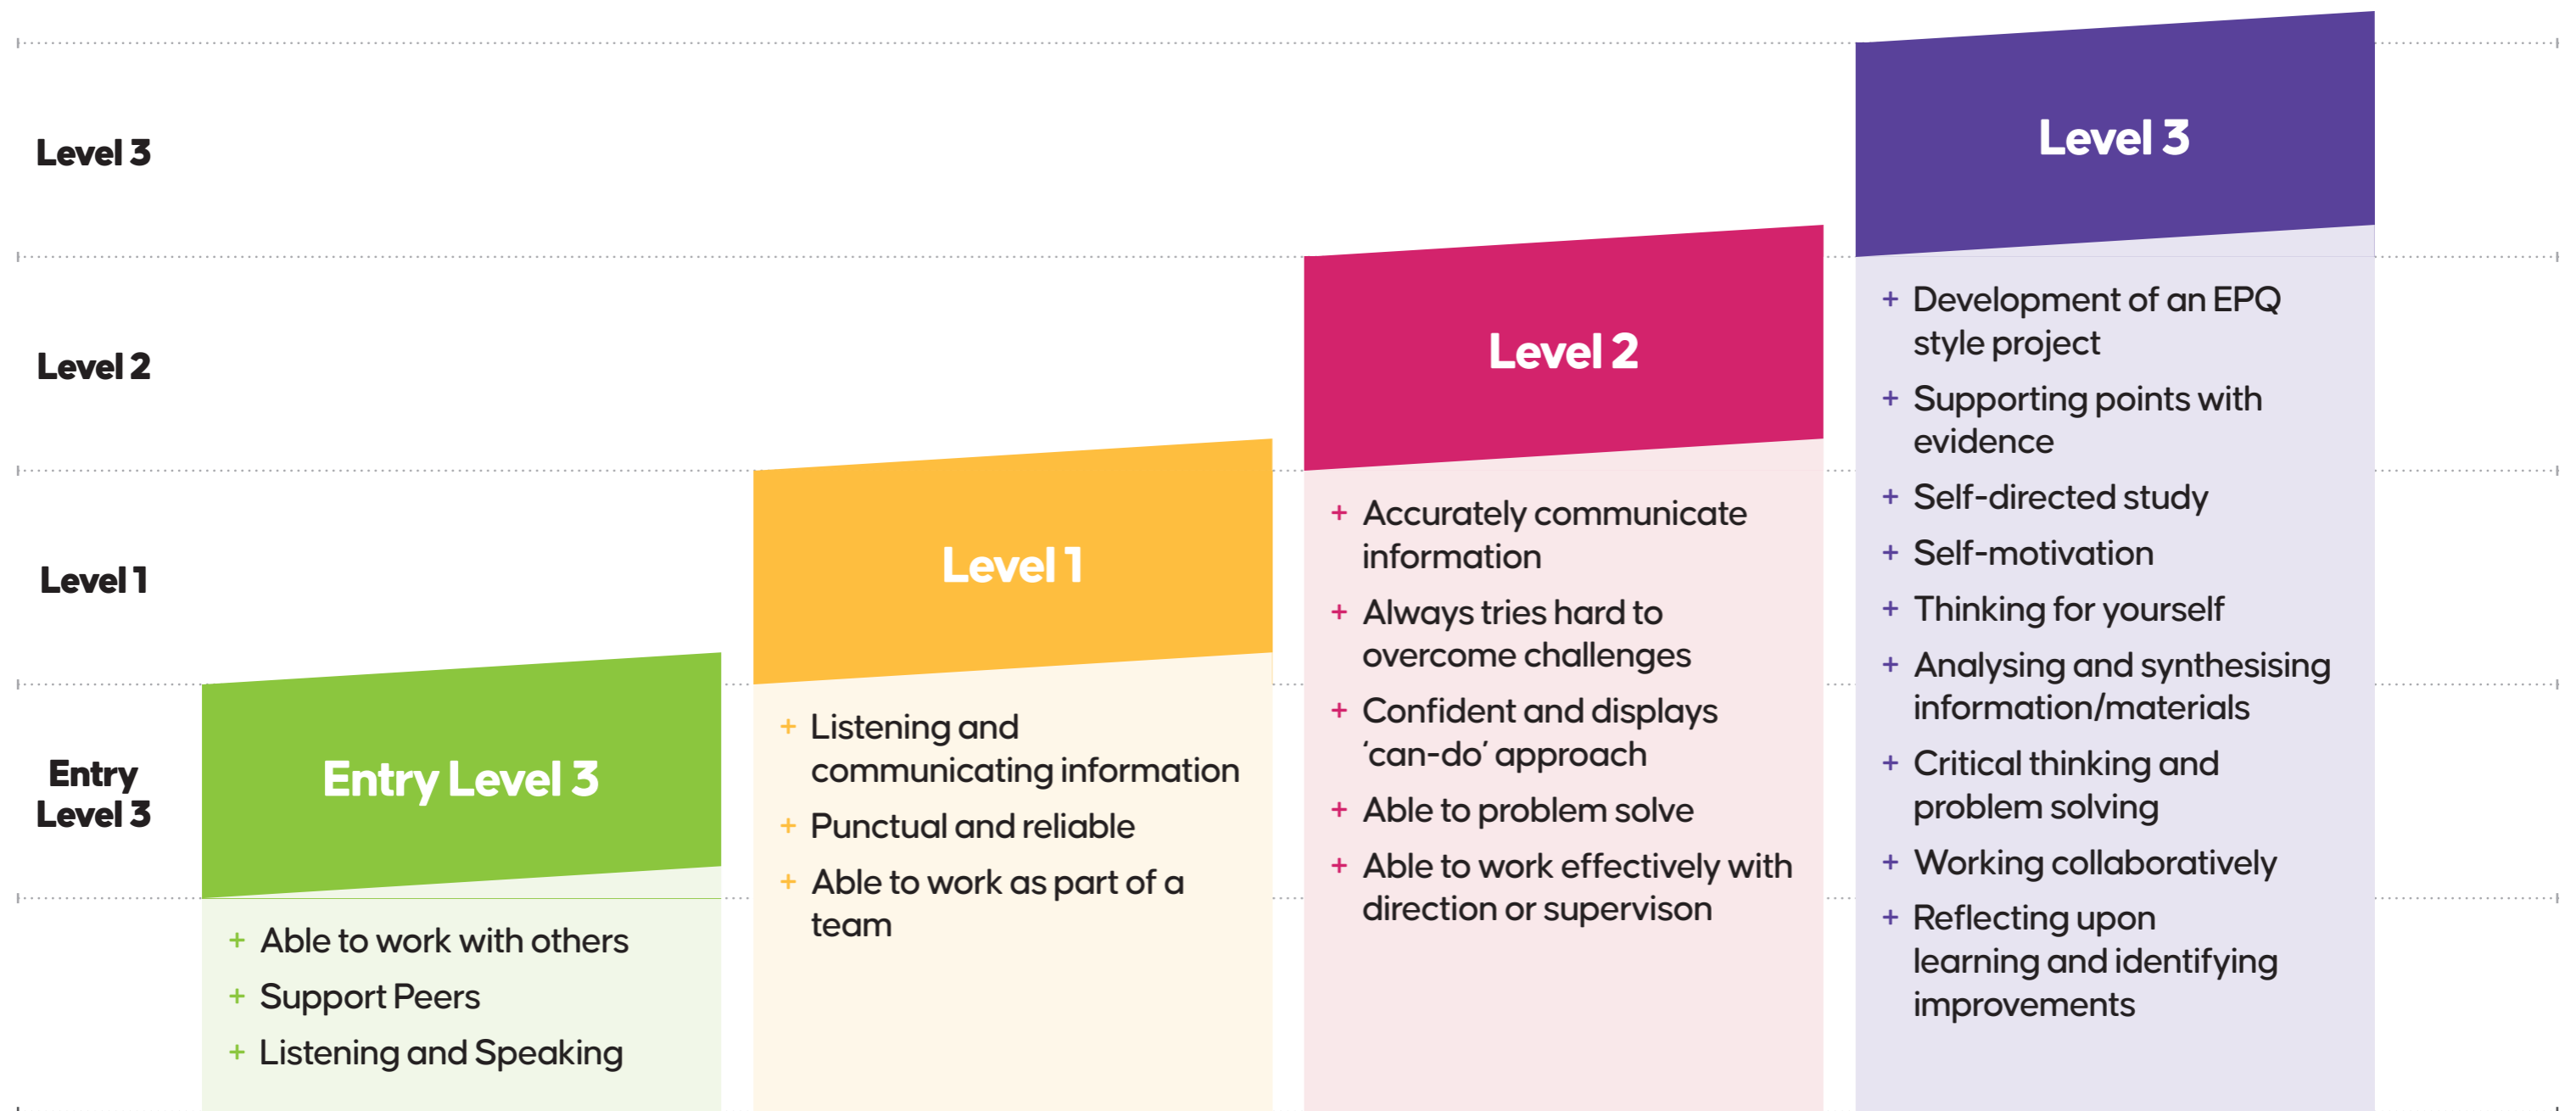 Level 3
Level 2
Level 1
Entry
Level 3
Entry Level 3
+ Able to work with others
+ Support Peers
+ Listening and Speaking
Level 1
+ Listening and
communicating information
+ Punctual and reliable
+ Able to work as part of a
team
Level 2
+ Accurately communicate
information
+ Always tries hard to
overcome challenges
+ Confident and displays
‘can-do’ approach
+ Able to problem solve
+ Able to work effectively with
direction or supervison
Level 3
+ Development of an EPQ
style project
+ Supporting points with
evidence
+ Self-directed study
+ Self-motivation
+ Thinking for yourself
+ Analysing and synthesising
information/materials
+ Critical thinking and
problem solving
+ Working collaboratively
+ Reflecting upon
learning and identifying
improvements